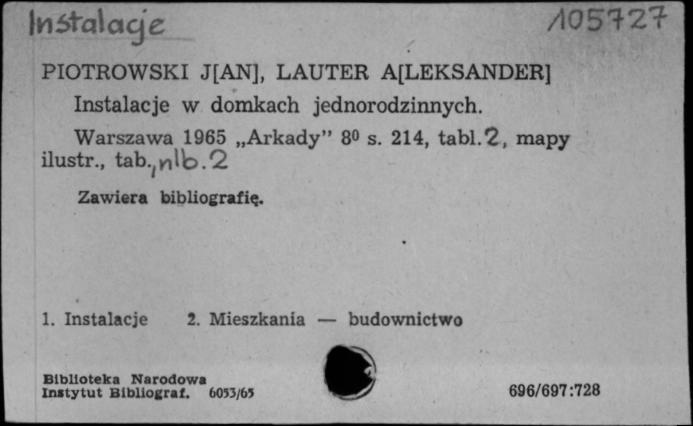 Instalacje
105727
PIOTROWSKI J[AN], LAUTER A[LEKSANDER]
Instalacje w domkach jednorodzinnych.
Warszawa 1965 „Arkady” 8⁰ s. 214, tabl. 2, mapy
ilustr., tab., nlb. 2
Zawiera bibliografię.
1. Instalacje 2. Mieszkania — budownictwo
Biblioteka Narodowa
Instytut Bibliograf. 6053/65
696/697:728